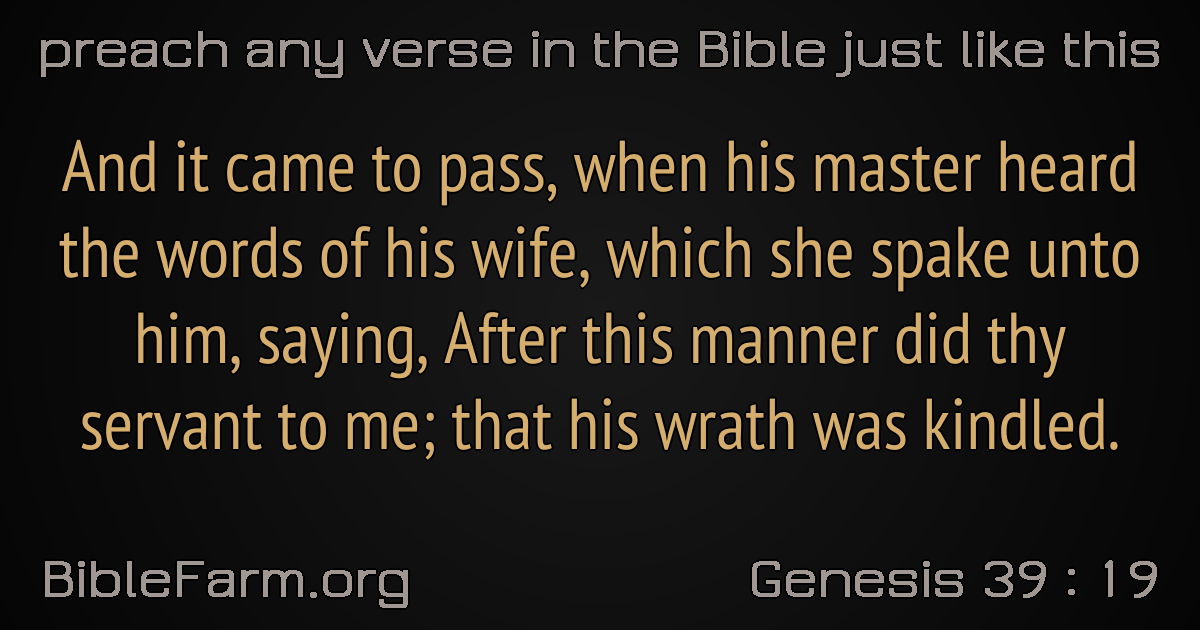 preach any verse in the Bible just like this
And it came to pass, when his master heard
the words of his wife, which she spake unto
him, saying, After this manner did thy
servant to me; that his wrath was kindled.
BibleFarm.org
Genesis 39 : 19